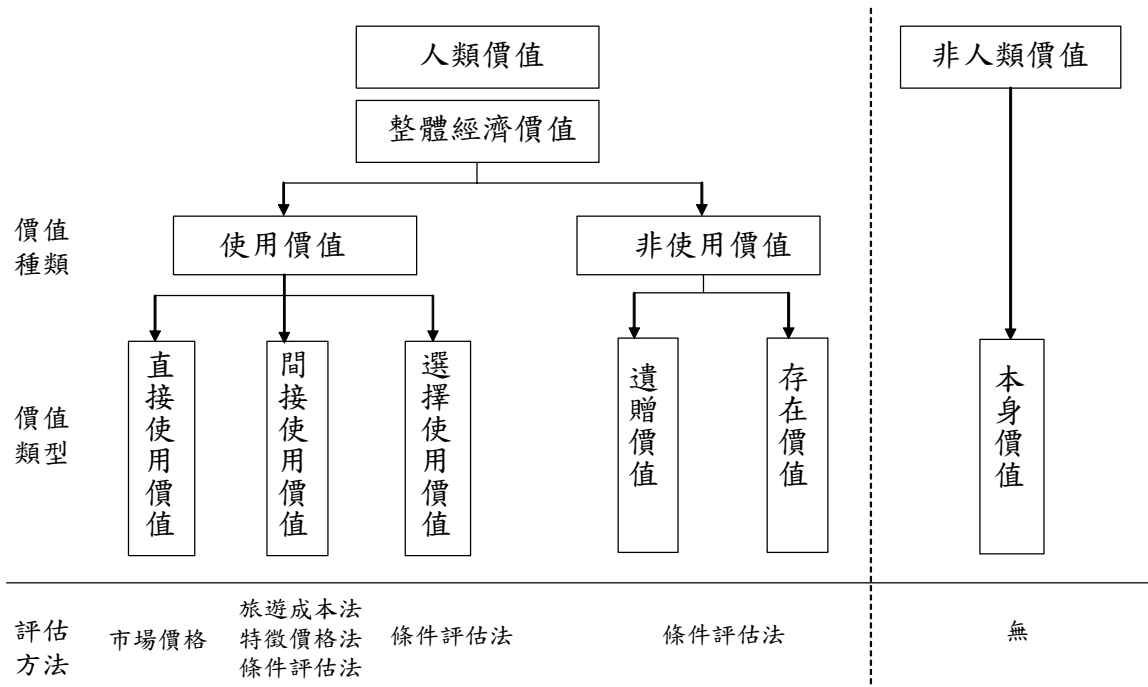 人類價值
非人類價值
整體經濟價值
價值
種類
使用價值
非使用價值
價值
類型
直接使用價值
間接使用價值
選擇使用價值
遺贈價值
存在價值
本身價值
評估
方法
市場價格
旅遊成本法
特徵價格法
條件評估法
條件評估法
條件評估法
無